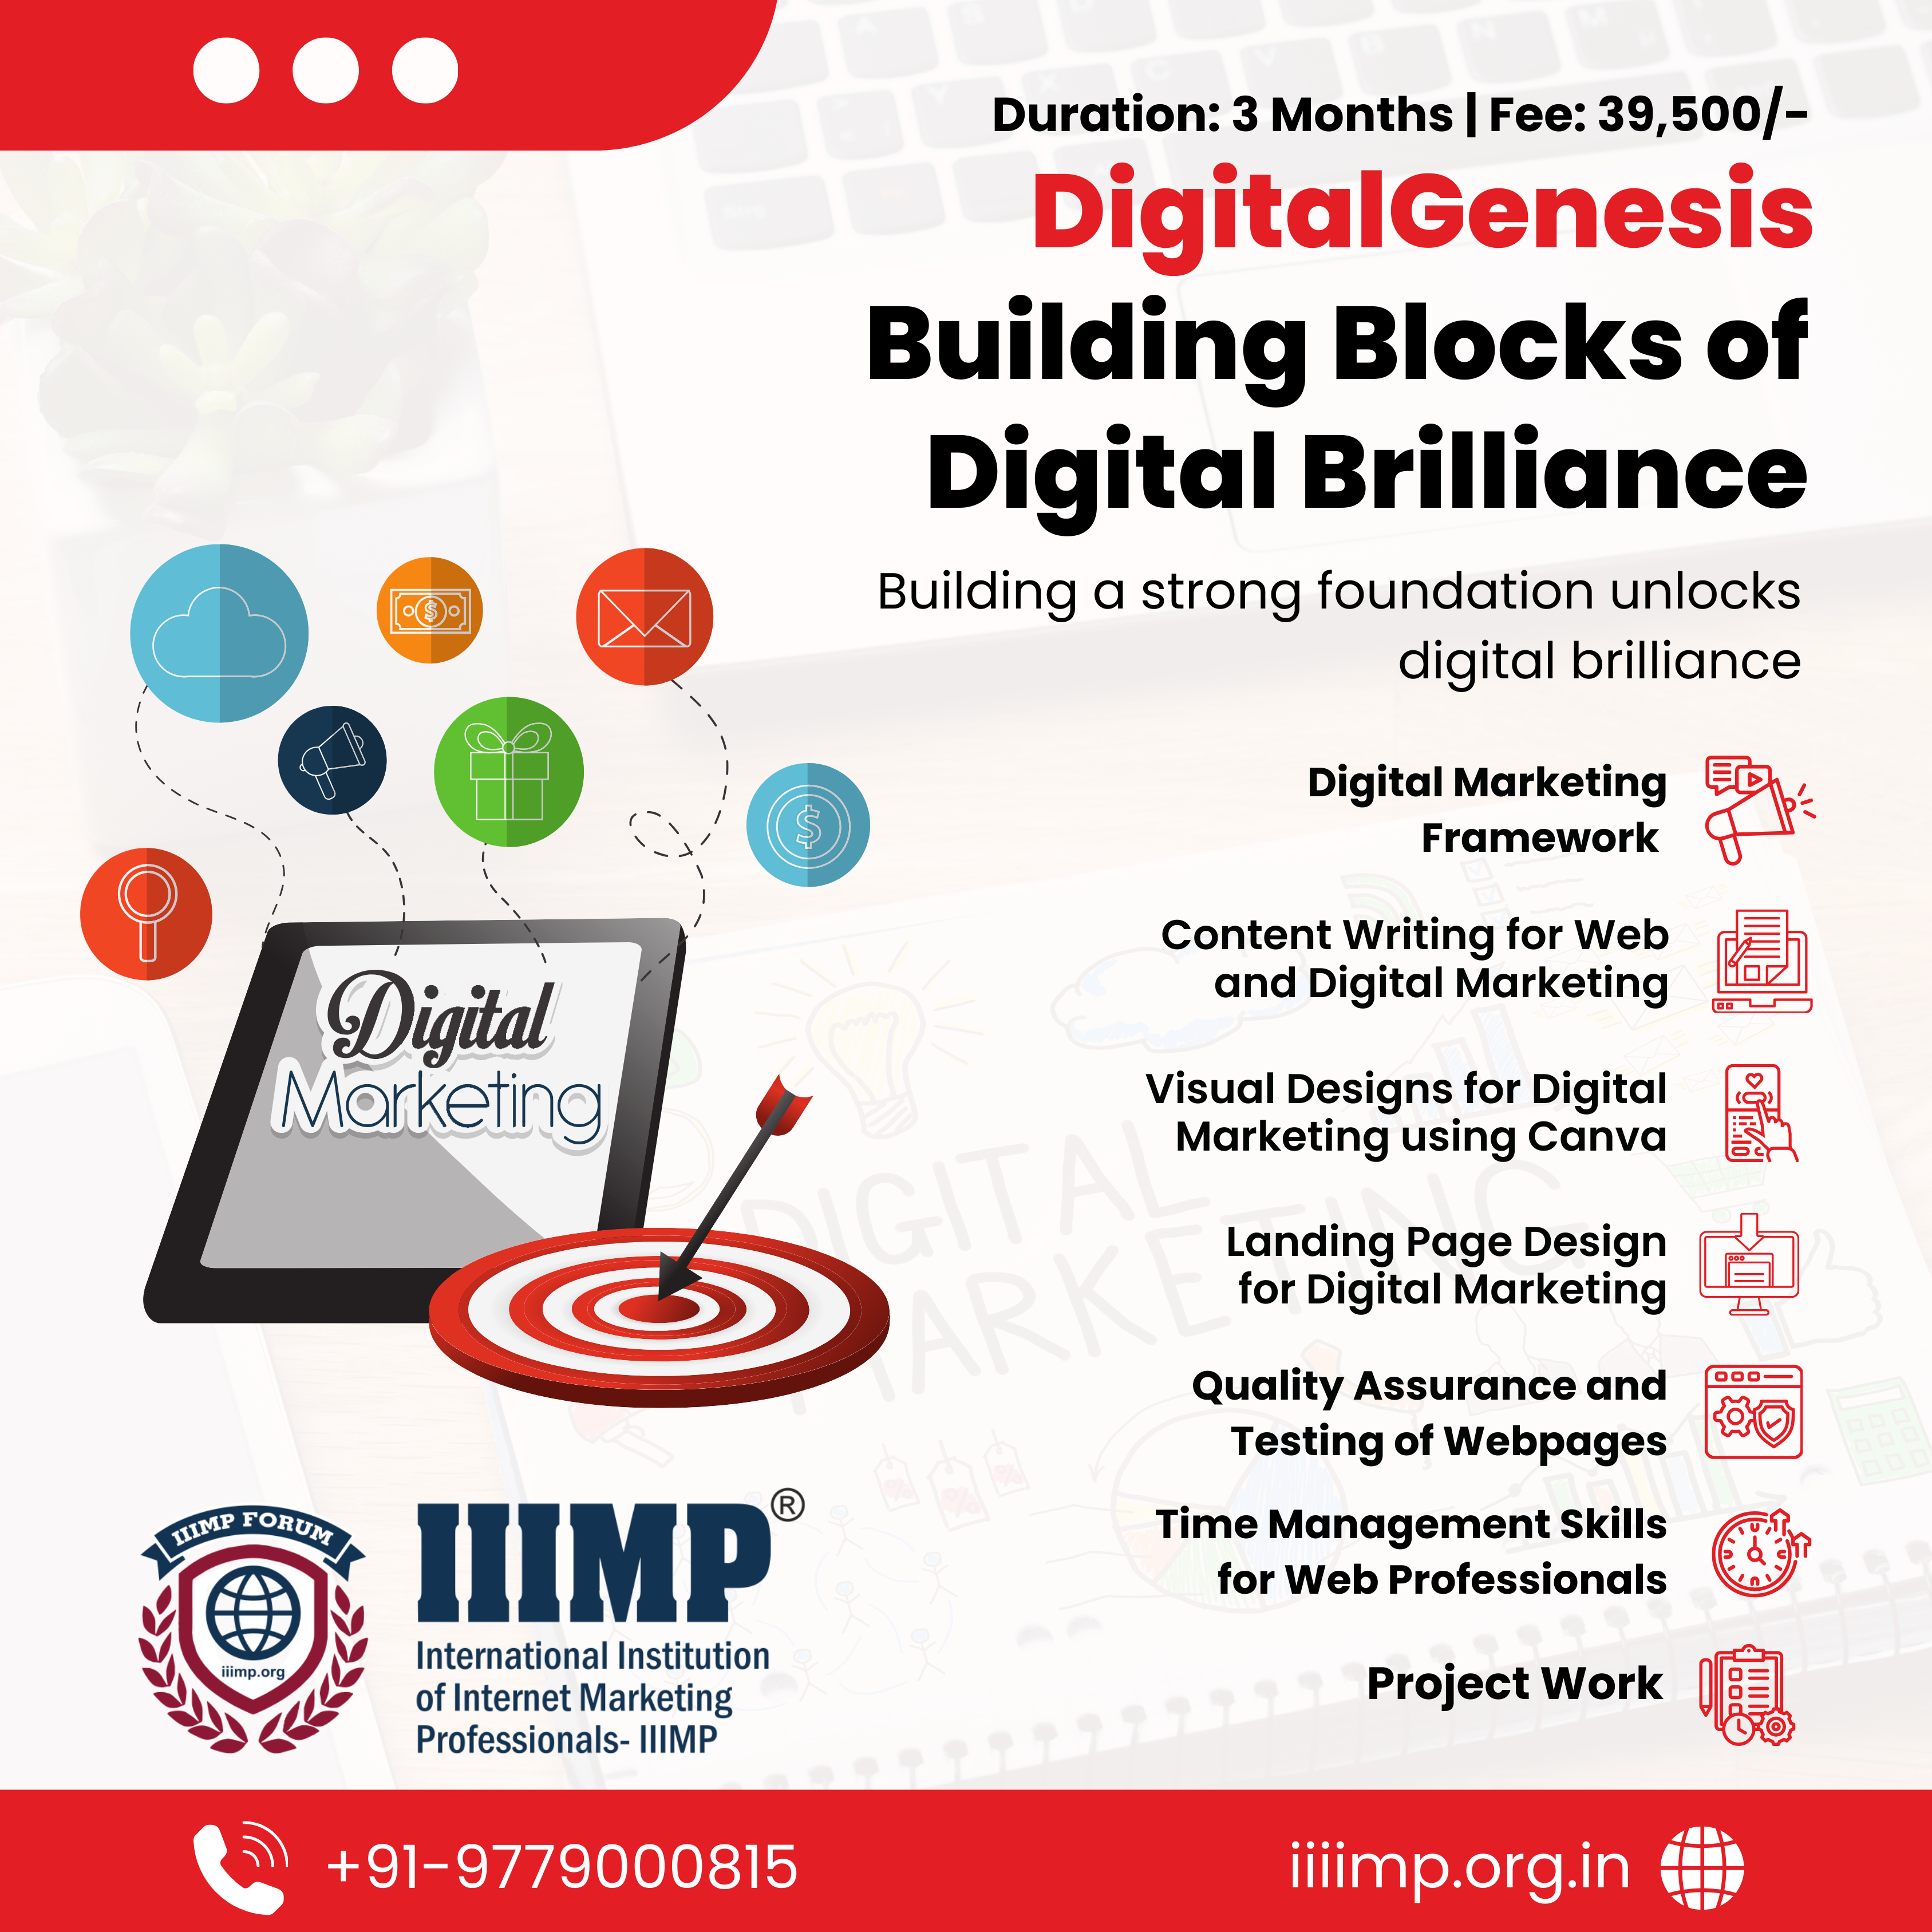 Duration: 3 Months | Fee: 39,500/-
DigitalGenesis
Building Blocks of
Digital Brilliance
Building a strong foundation unlocks
digital brilliance
Digital Marketing
Framework
Content Writing for Web
and Digital Marketing
Visual Designs for Digital
Marketing using Canva
Landing Page Design
for Digital Marketing
Quality Assurance and
Testing of Webpages
Time Management Skills
for Web Professionals
Project Work
Digital
Marketing
DIGITAL
MARKETING
IIIMP FORUM
iiimp.org
IIIMP®
International Institution
of Internet Marketing
Professionals- IIIMP
+91-9779000815
iiiimp.org.in